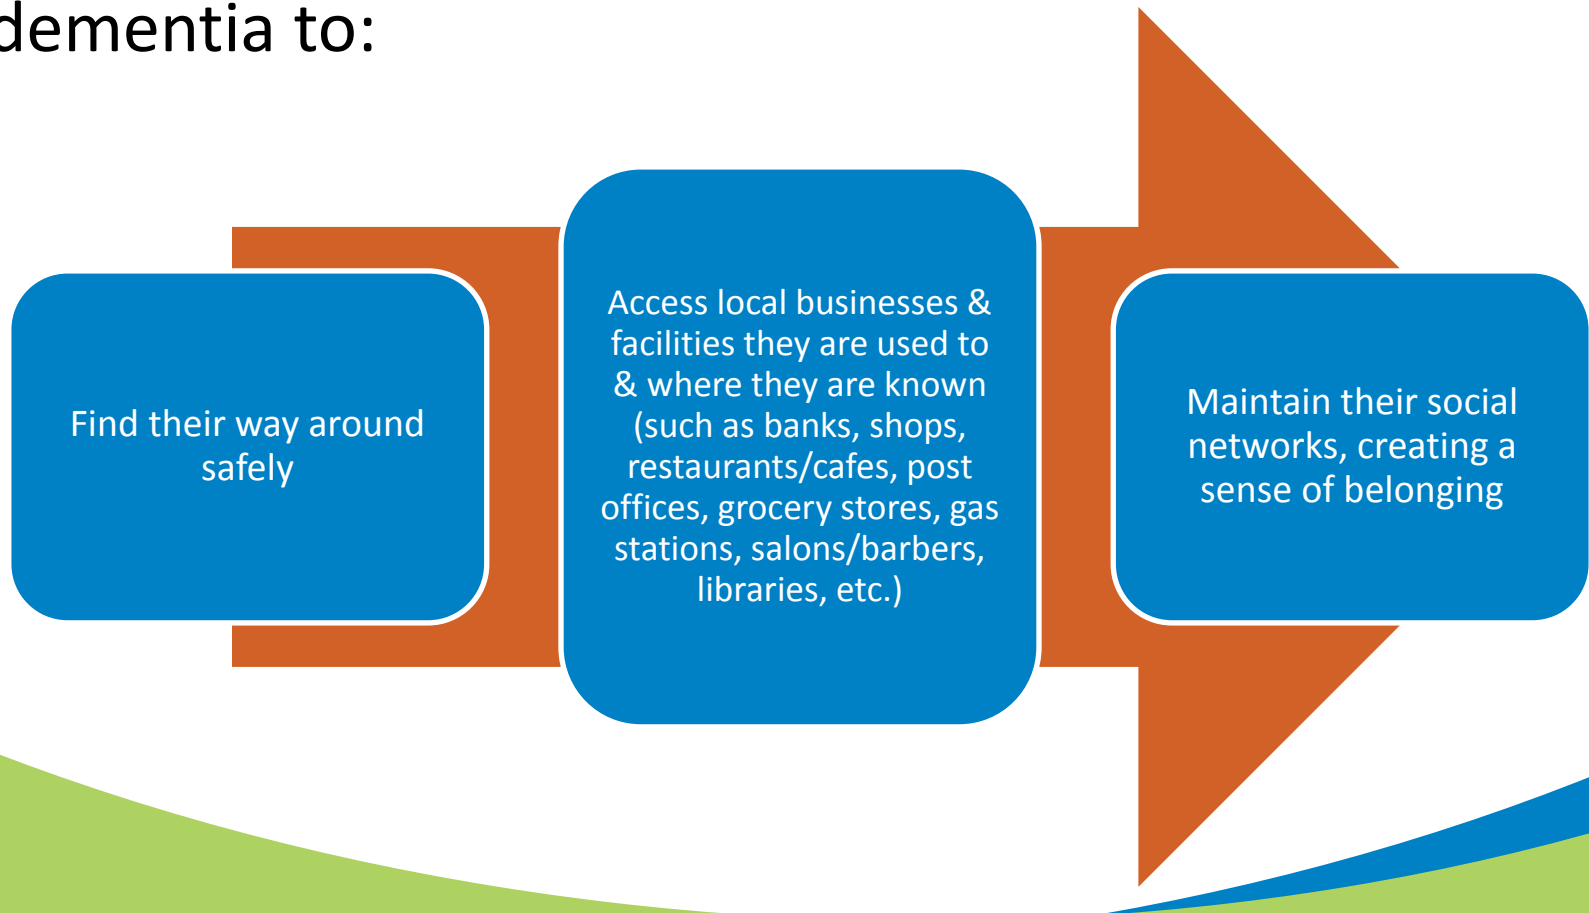 dementia to:
Find their way around
safely
Access local businesses &
facilities they are used to
& where they are known
(such as banks, shops,
restaurants/cafes, post
offices, grocery stores, gas
stations, salons/barbers,
libraries, etc.)
Maintain their social
networks, creating a
sense of belonging